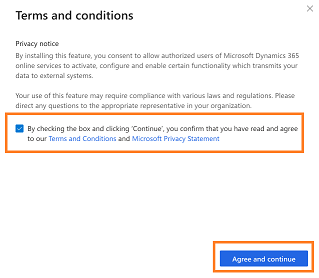 Terms and conditions
Privacy notice
By installing this feature, you consent to allow authorized users of Microsoft Dynamics 365
online services to activate, configure and enable certain functionality which transmits your
data to external systems.
Your use of this feature may require compliance with various laws and regulations. Please
direct any questions to the appropriate representative in your organization.
By checking the box and clicking 'Continue', you confirm that you have read and agree
to our Terms and Conditions and Microsoft Privacy Statement
Agree and continue